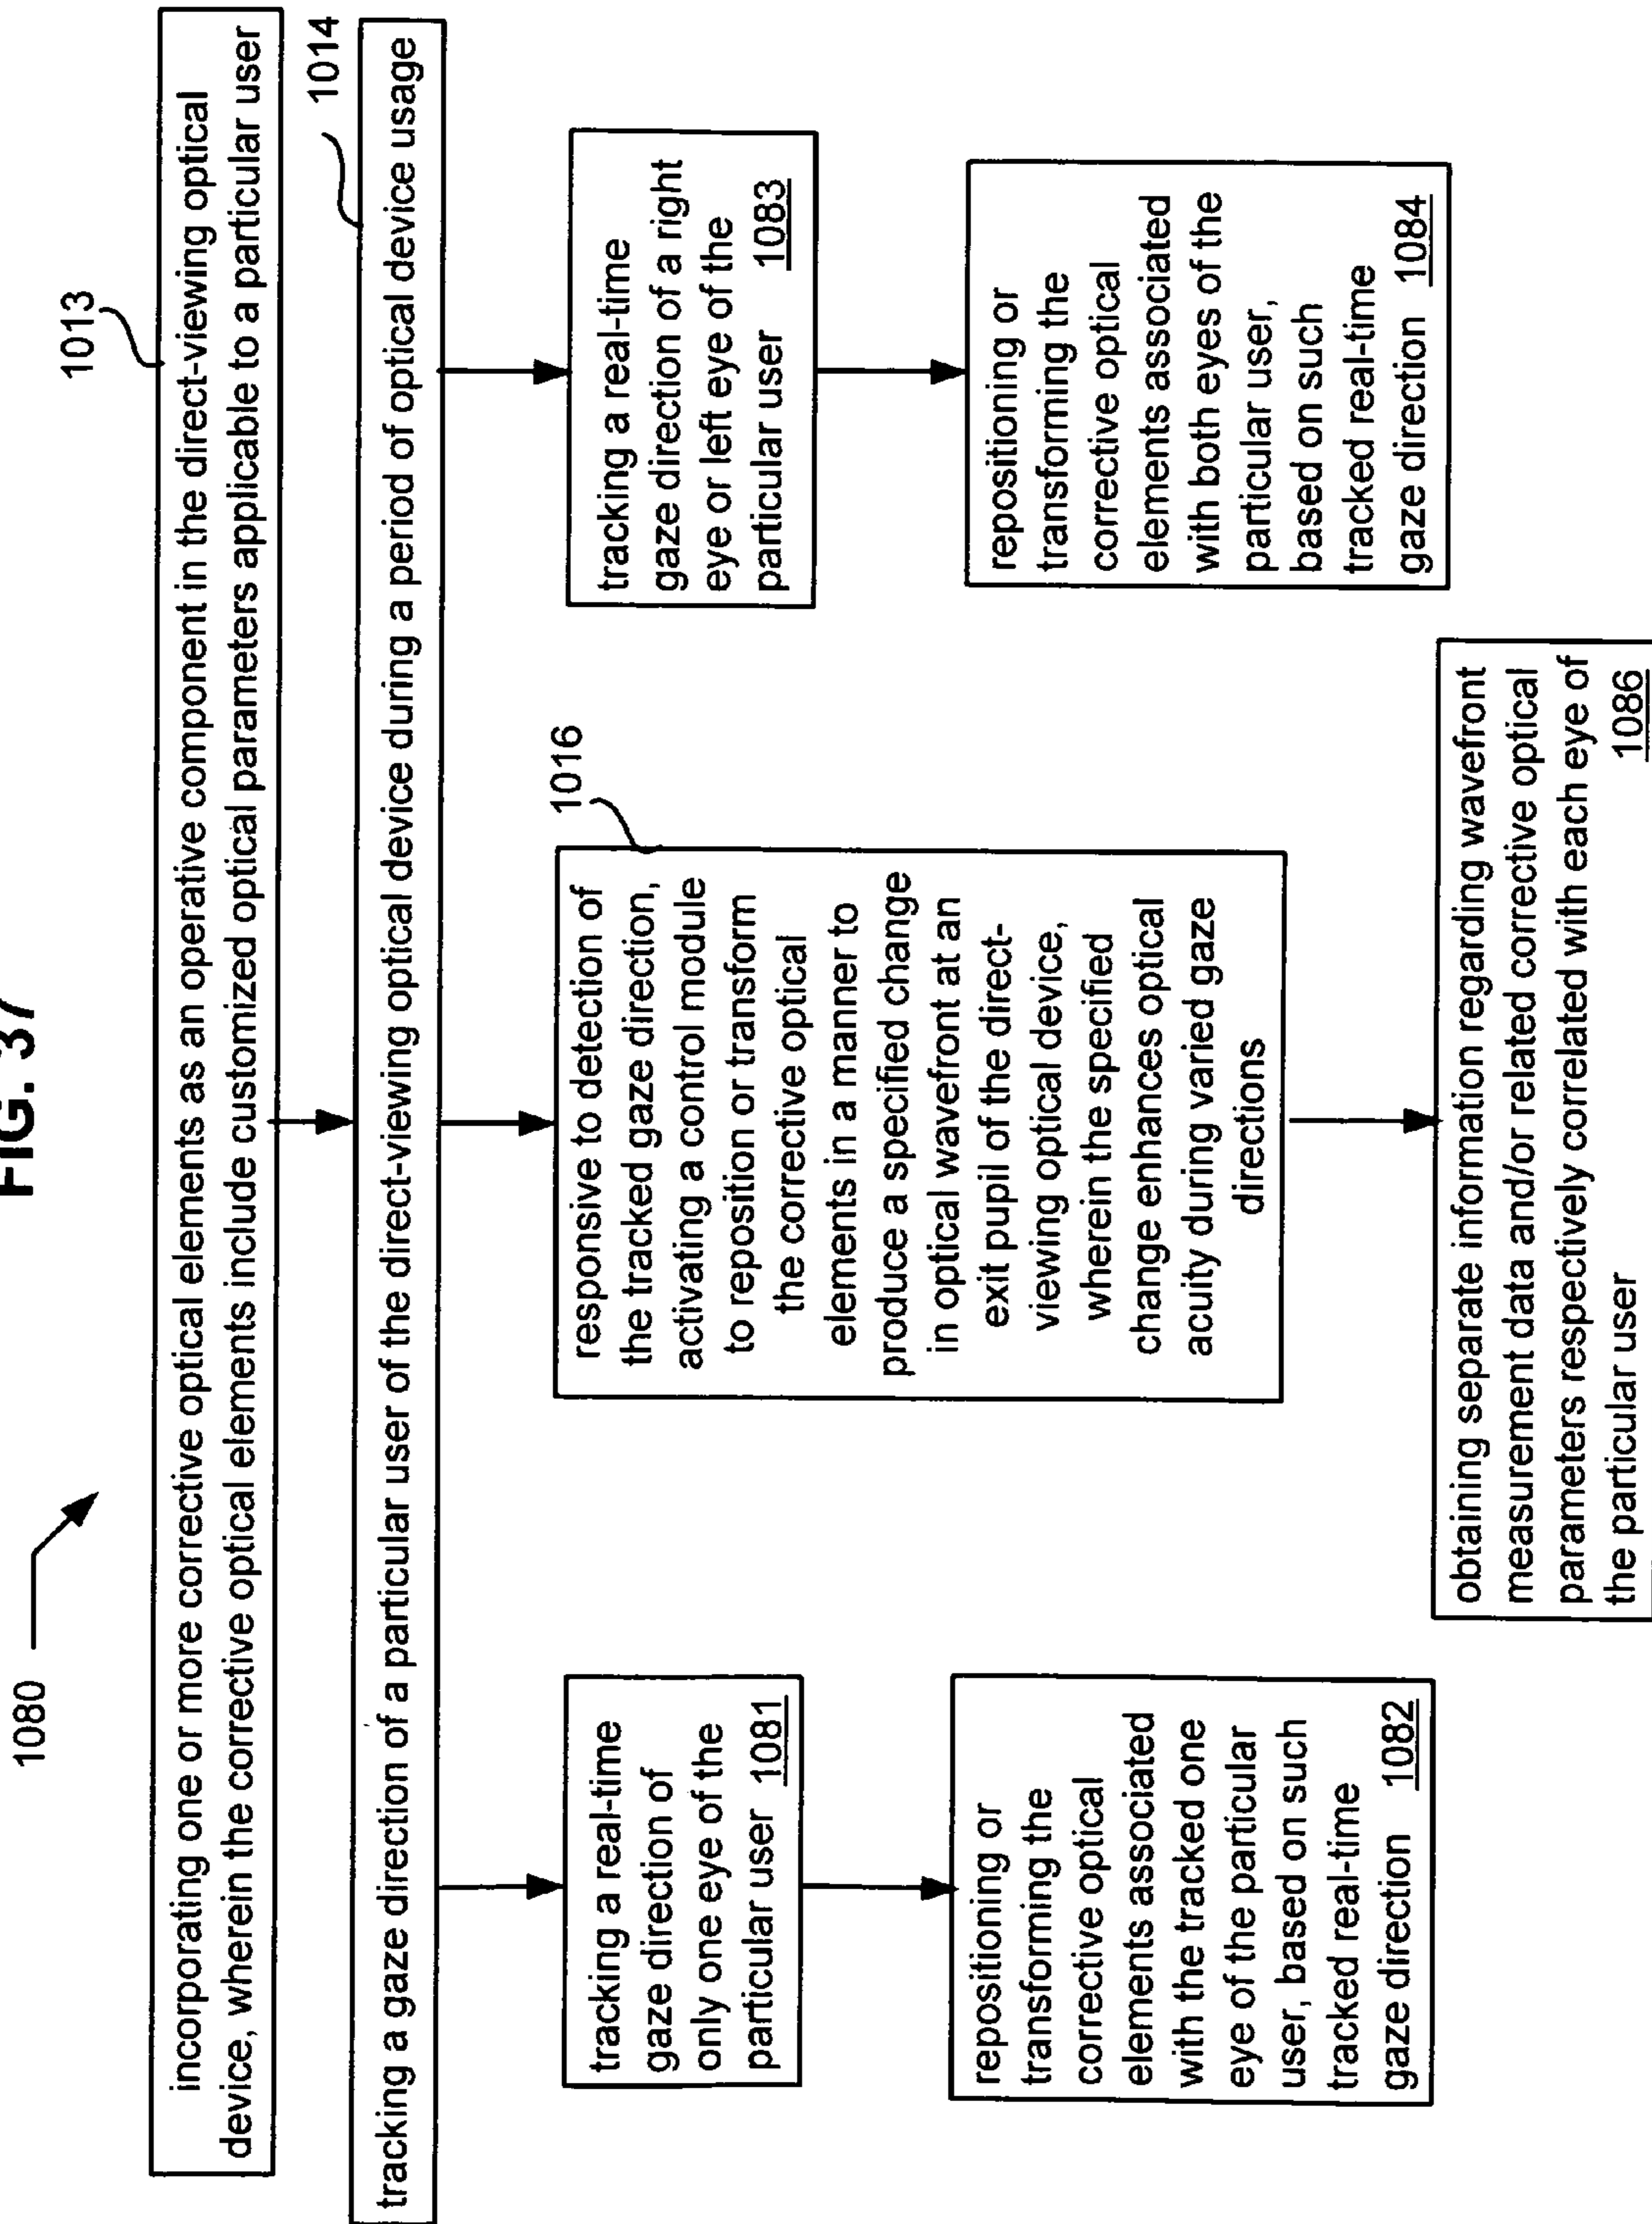 FIG. 37
1080
1013
incorporating one or more corrective optical elements as an operative component in the direct-viewing optical
device, wherein the corrective optical elements include customized optical parameters applicable to a particular user
1014
tracking a gaze direction of a particular user of the direct-viewing optical device during a period of optical device usage
tracking a real-time
gaze direction of
only one eye of the
particular user 1081
repositioning or
transforming the
corrective optical
elements associated
with the tracked one
eye of the particular
user, based on such
tracked real-time
gaze direction 1082
1016
responsive to detection of
the tracked gaze direction,
activating a control module
to reposition or transform
the corrective optical
elements in a manner to
produce a specified change
in optical wavefront at an
exit pupil of the direct-
viewing optical device,
wherein the specified
change enhances optical
acuity during varied gaze
directions
obtaining separate information regarding wavefront
measurement data and/or related corrective optical
parameters respectively correlated with each eye of
the particular user 1086
tracking a real-time
gaze direction of a right
eye or left eye of the
particular user 1083
repositioning or
transforming the
corrective optical
elements associated
with both eyes of the
particular user,
based on such
tracked real-time
gaze direction 1084